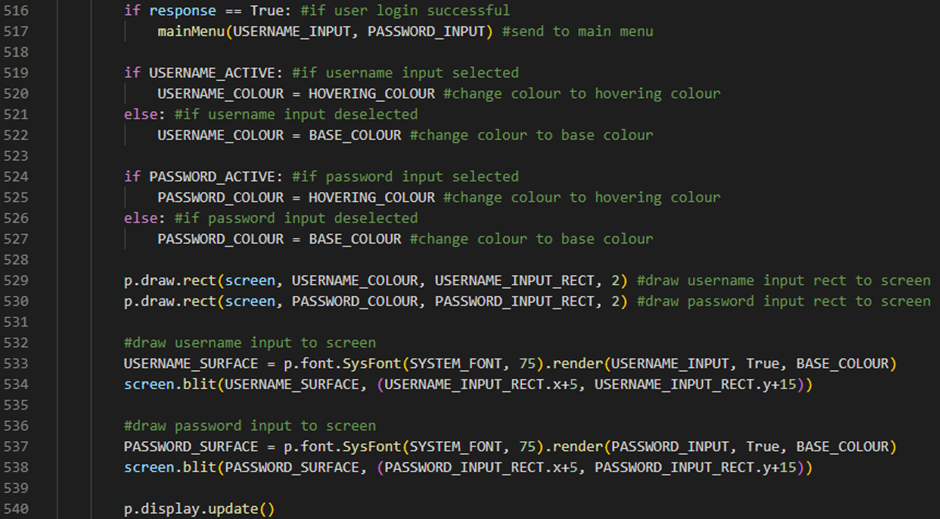 516 if response == True: #if user login successful
517 mainMenu(USERNAME_INPUT, PASSWORD_INPUT) #send to main menu
518
519 if USERNAME_ACTIVE: #if username input selected
520 USERNAME_COLOUR = HOVERING_COLOUR #change colour to hovering colour
521 else: #if username input deselected
522 USERNAME_COLOUR = BASE_COLOUR #change colour to base colour
523
524 if PASSWORD_ACTIVE: #if password input selected
525 PASSWORD_COLOUR = HOVERING_COLOUR #change colour to hovering colour
526 else: #if password input deselected
527 PASSWORD_COLOUR = BASE_COLOUR #change colour to base colour
528
529 p.draw.rect(screen, USERNAME_COLOUR, USERNAME_INPUT_RECT, 2) #draw username input rect to screen
530 p.draw.rect(screen, PASSWORD_COLOUR, PASSWORD_INPUT_RECT, 2) #draw password input rect to screen
531
532 #draw username input to screen
533 USERNAME_SURFACE = p.font.SysFont(SYSTEM_FONT, 75).render(USERNAME_INPUT, True, BASE_COLOUR)
534 screen.blit(USERNAME_SURFACE, (USERNAME_INPUT_RECT.x+5, USERNAME_INPUT_RECT.y+15))
535
536 #draw password input to screen
537 PASSWORD_SURFACE = p.font.SysFont(SYSTEM_FONT, 75).render(PASSWORD_INPUT, True, BASE_COLOUR)
538 screen.blit(PASSWORD_SURFACE, (PASSWORD_INPUT_RECT.x+5, PASSWORD_INPUT_RECT.y+15))
539
540 p.display.update()